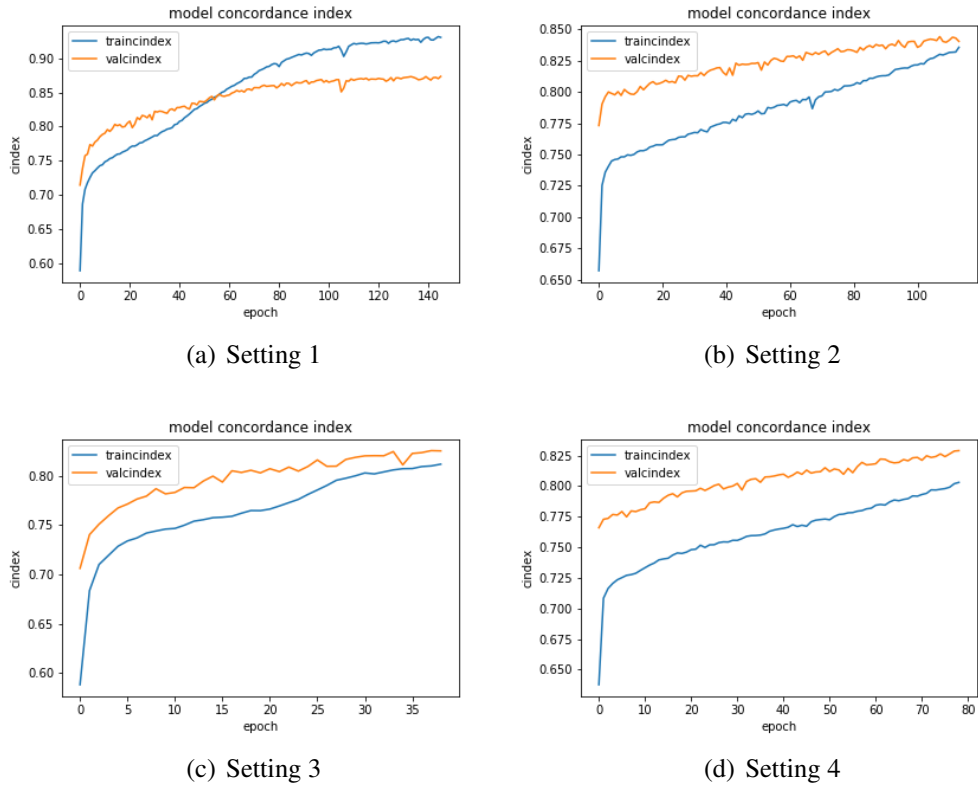 model concordance index
traincindex
valcindex
0.90
0.85
0.80
0.75
0.70
0.65
0.60
cindex
0 20 40 60 80 100 120 140
epoch
(a) Setting 1
model concordance index
traincindex
valcindex
0.850
0.825
0.800
0.775
0.750
0.725
0.700
0.675
0.650
cindex
0 20 40 60 80 100
epoch
(b) Setting 2
model concordance index
traincindex
valcindex
0.80
0.75
0.70
0.65
0.60
cindex
0 5 10 15 20 25 30 35
epoch
(c) Setting 3
model concordance index
traincindex
valcindex
0.825
0.800
0.775
0.750
0.725
0.700
0.675
0.650
cindex
0 10 20 30 40 50 60 70 80
epoch
(d) Setting 4